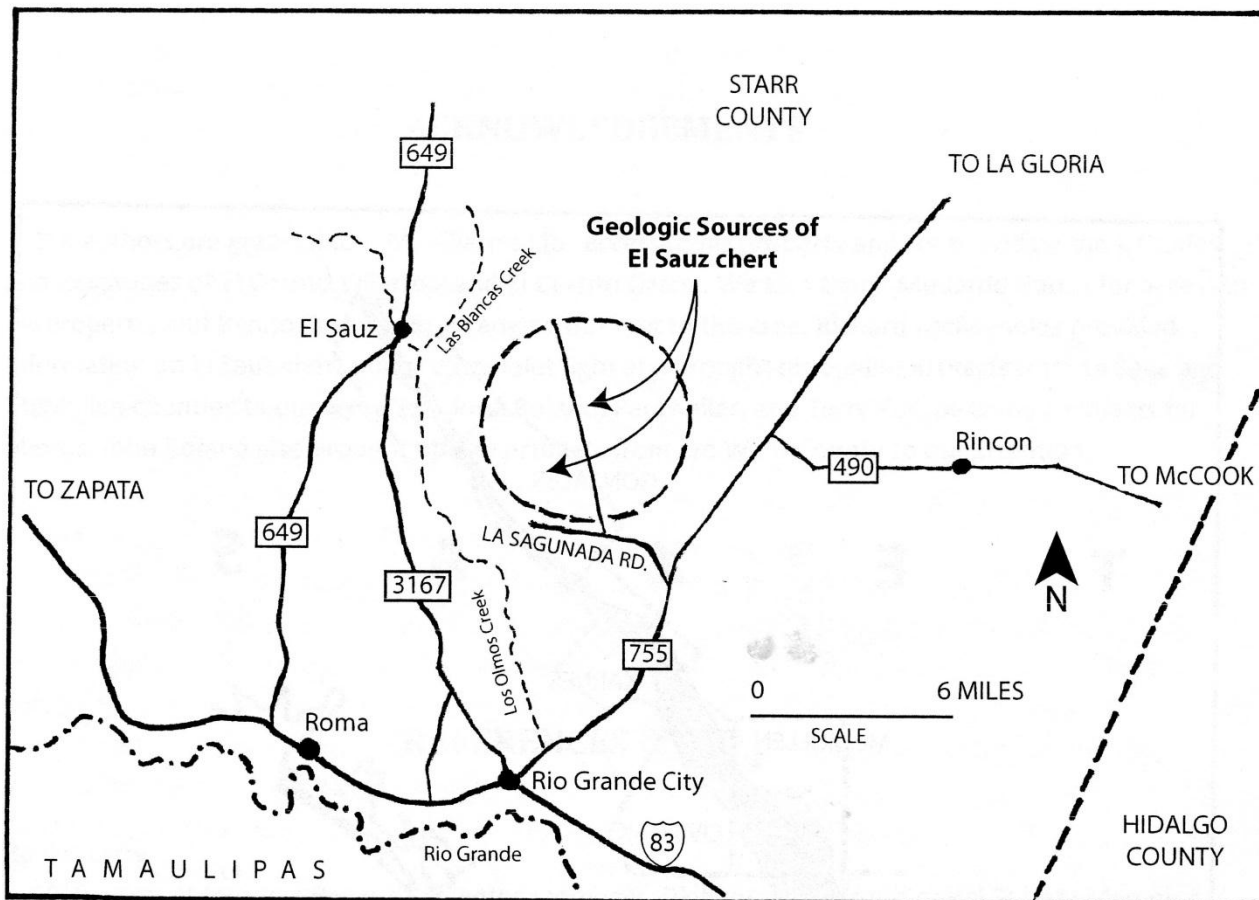 STARR
COUNTY
649
TO LA GLORIA
Geologic Sources of
El Sauz chert
Las Blancas Creek
El Sauz
Rincon
490
TO McCOOK
TO ZAPATA
649
LA SAGUNADA RD.
N
3167
Los Olmos Creek
755
0 6 MILES
SCALE
Roma
Rio Grande City
83
Rio Grande
HIDALGO
COUNTY
TAMAULIPAS